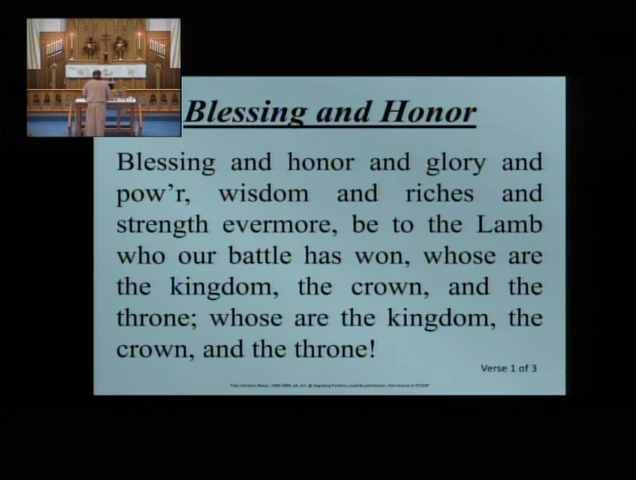 Blessing and Honor
Blessing and honor and glory and
pow'r, wisdom and riches and
strength evermore, be to the Lamb
who our battle has won, whose are
the kingdom, the crown, and the
throne; whose are the kingdom, the
crown, and the throne!
Verse 1 of 3